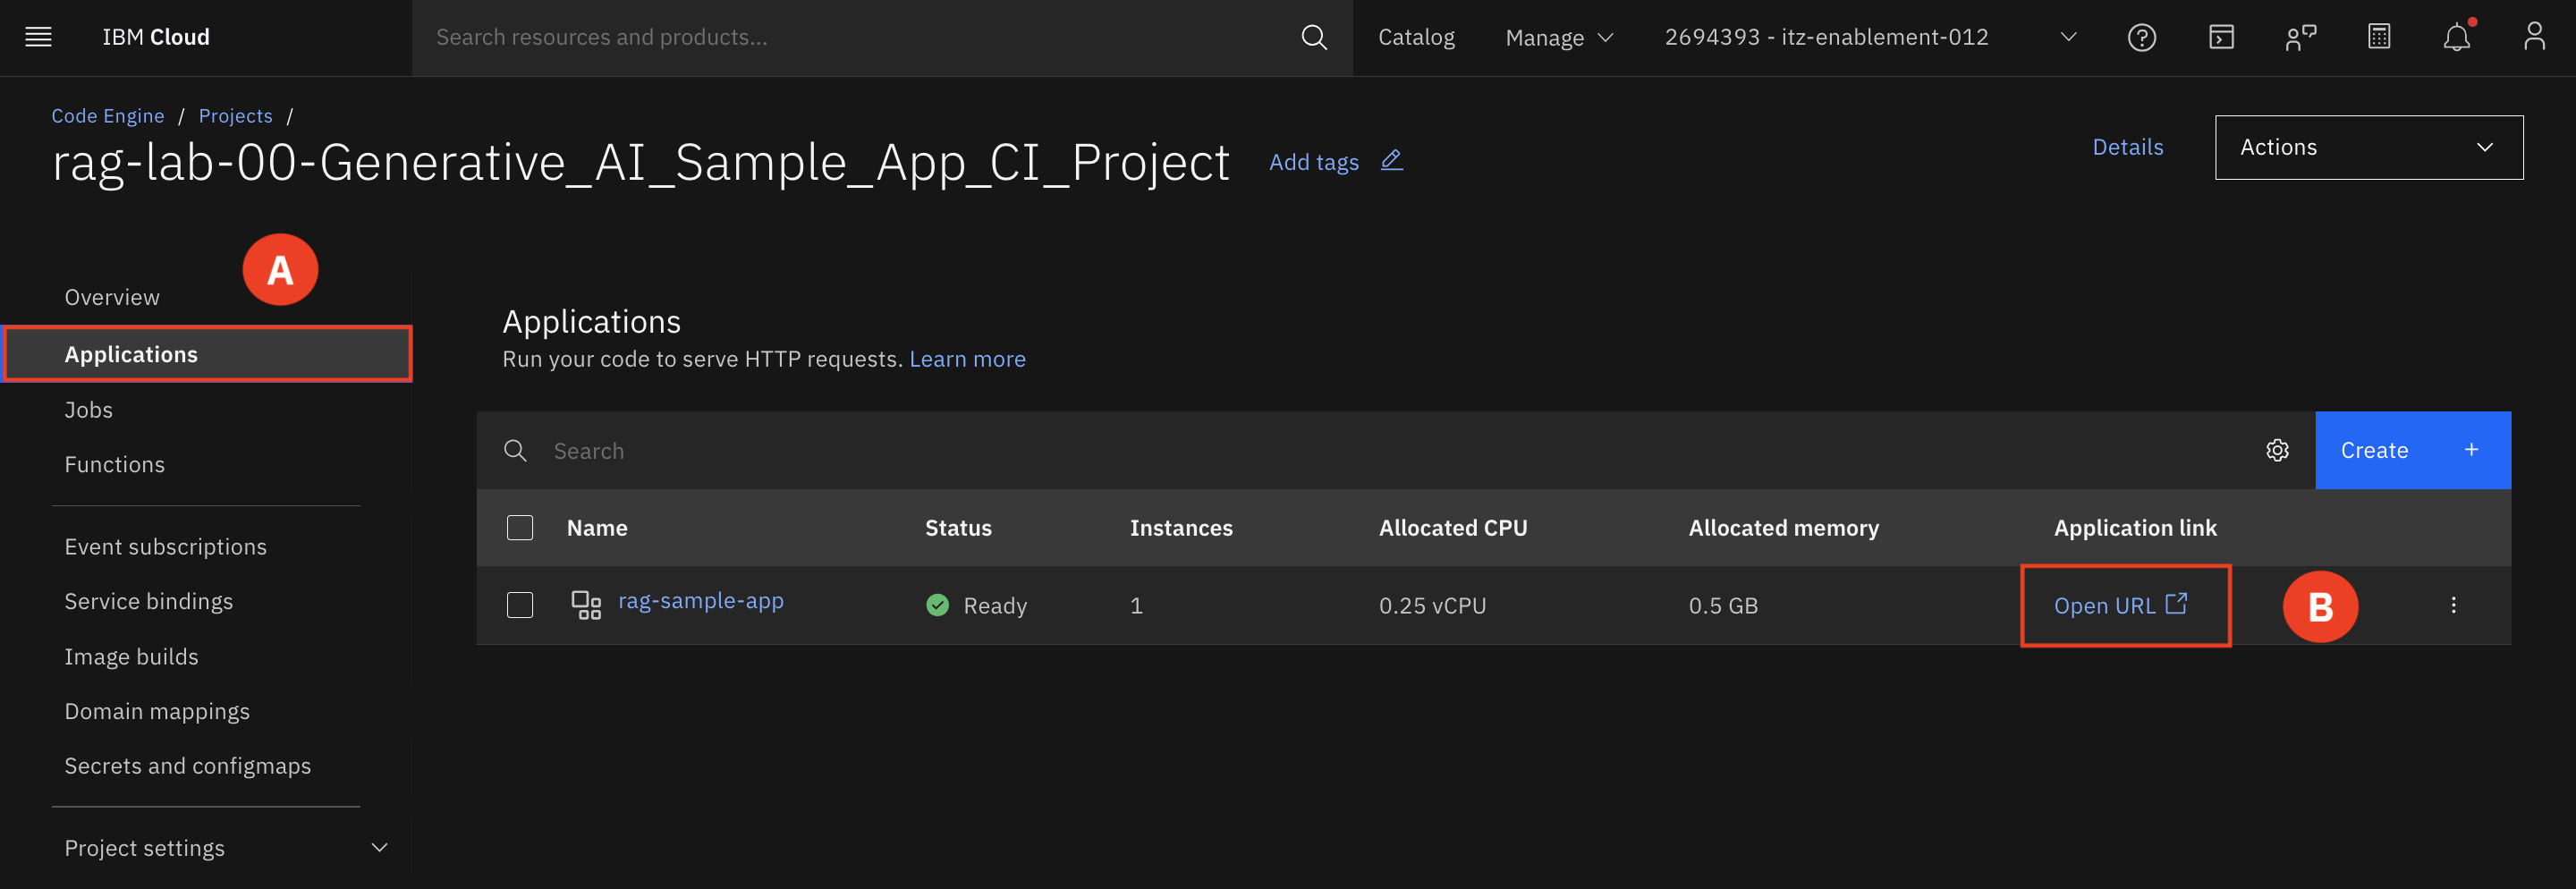 IBM Cloud
Search resources and products...
Catalog
Manage
2694393 - itz-enablement-012
Code Engine / Projects /
rag-lab-00-Generative_AI_Sample_App_CI_Project
Add tags
Details
Actions
A
Overview
Applications
Jobs
Functions
Event subscriptions
Service bindings
Image builds
Domain mappings
Secrets and configmaps
Project settings
Applications
Run your code to serve HTTP requests. Learn more
Search
Create +
Name Status Instances Allocated CPU Allocated memory Application link
rag-sample-app Ready 1 0.25 vCPU 0.5 GB Open URL
B